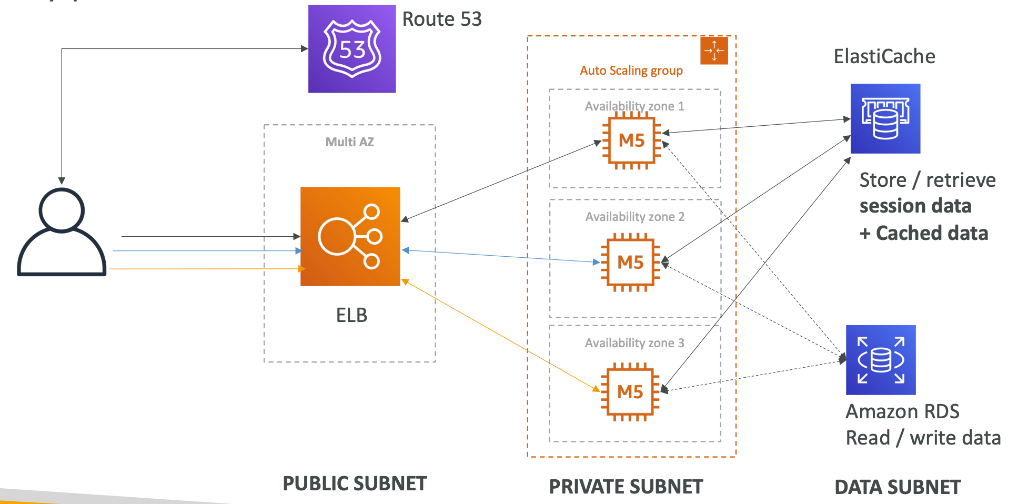 Route 53
53
ElastiCache
Auto Scaling group
Availability zone 1
Multi AZ
M5
Store / retrieve
session data
+ Cached data
Availability zone 2
M5
ELB
Availability zone 3
M5
Amazon RDS
Read / write data
PUBLIC SUBNET
PRIVATE SUBNET
DATA SUBNET